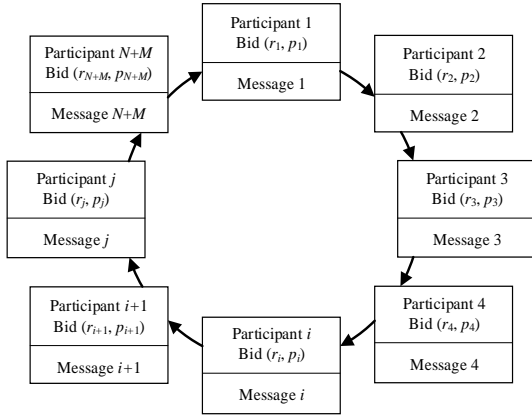 Participant 1
Bid (r₁, p₁)
Message 1
Participant 2
Bid (r₂, p₂)
Message 2
Participant 3
Bid (r₃, p₃)
Message 3
Participant 4
Bid (r₄, p₄)
Message 4
Participant i
Bid (rᵢ, pᵢ)
Message i
Participant i+1
Bid (rᵢ₊₁, pᵢ₊₁)
Message i+1
Participant j
Bid (rⱼ, pⱼ)
Message j
Participant N+M
Bid (r_{N+M}, p_{N+M})
Message N+M